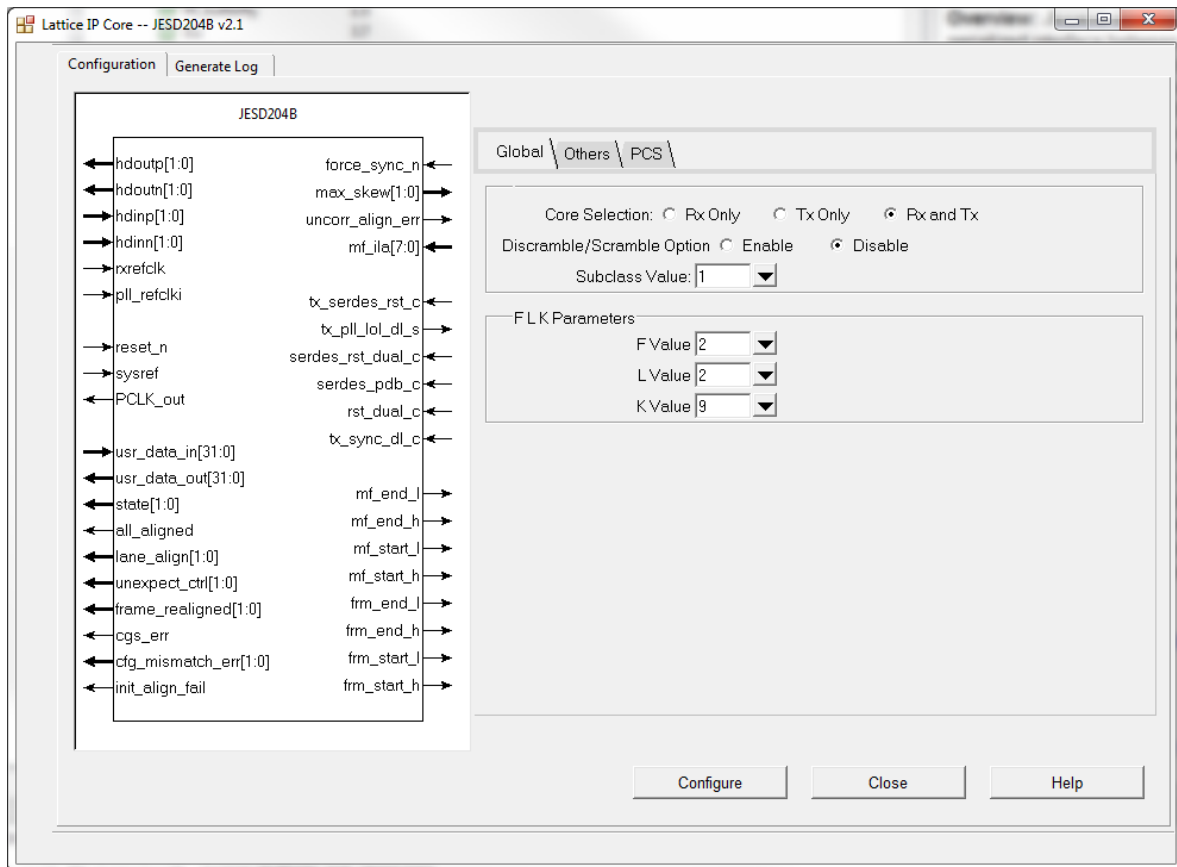 Lattice IP Core -- JESD204B v2.1
Configuration
Generate Log
JESD204B
hdoutp[1:0]
hdoutn[1:0]
hdinp[1:0]
hdinn[1:0]
rxrefclk
pll_refclki
reset_n
sysref
PCLK_out
usr_data_in[31:0]
usr_data_out[31:0]
state[1:0]
all_aligned
lane_align[1:0]
unexpect_ctrl[1:0]
frame_realigned[1:0]
cgs_err
cfg_mismatch_err[1:0]
init_align_fail
force_sync_n
max_skew[1:0]
uncorr_align_err
mf_ila[7:0]
tx_serdes_rst_c
tx_pll_lol_dl_s
serdes_rst_dual_c
serdes_pdb_c
rst_dual_c
tx_sync_dl_c
mf_end_l
mf_end_h
mf_start_l
mf_start_h
frm_end_l
frm_end_h
frm_start_l
frm_start_h
Global
Others
PCS
Core Selection: Rx Only Tx Only Rx and Tx
Discramble/Scramble Option Enable Disable
Subclass Value: 1
F L K Parameters
F Value 2
L Value 2
K Value 9
Configure
Close
Help